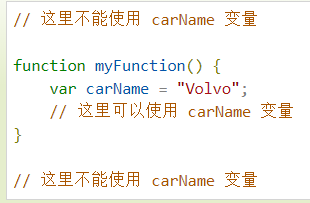 // 这里不能使用 carName 变量
function myFunction() {
    var carName = "Volvo";
    // 这里可以使用 carName 变量
}
// 这里不能使用 carName 变量